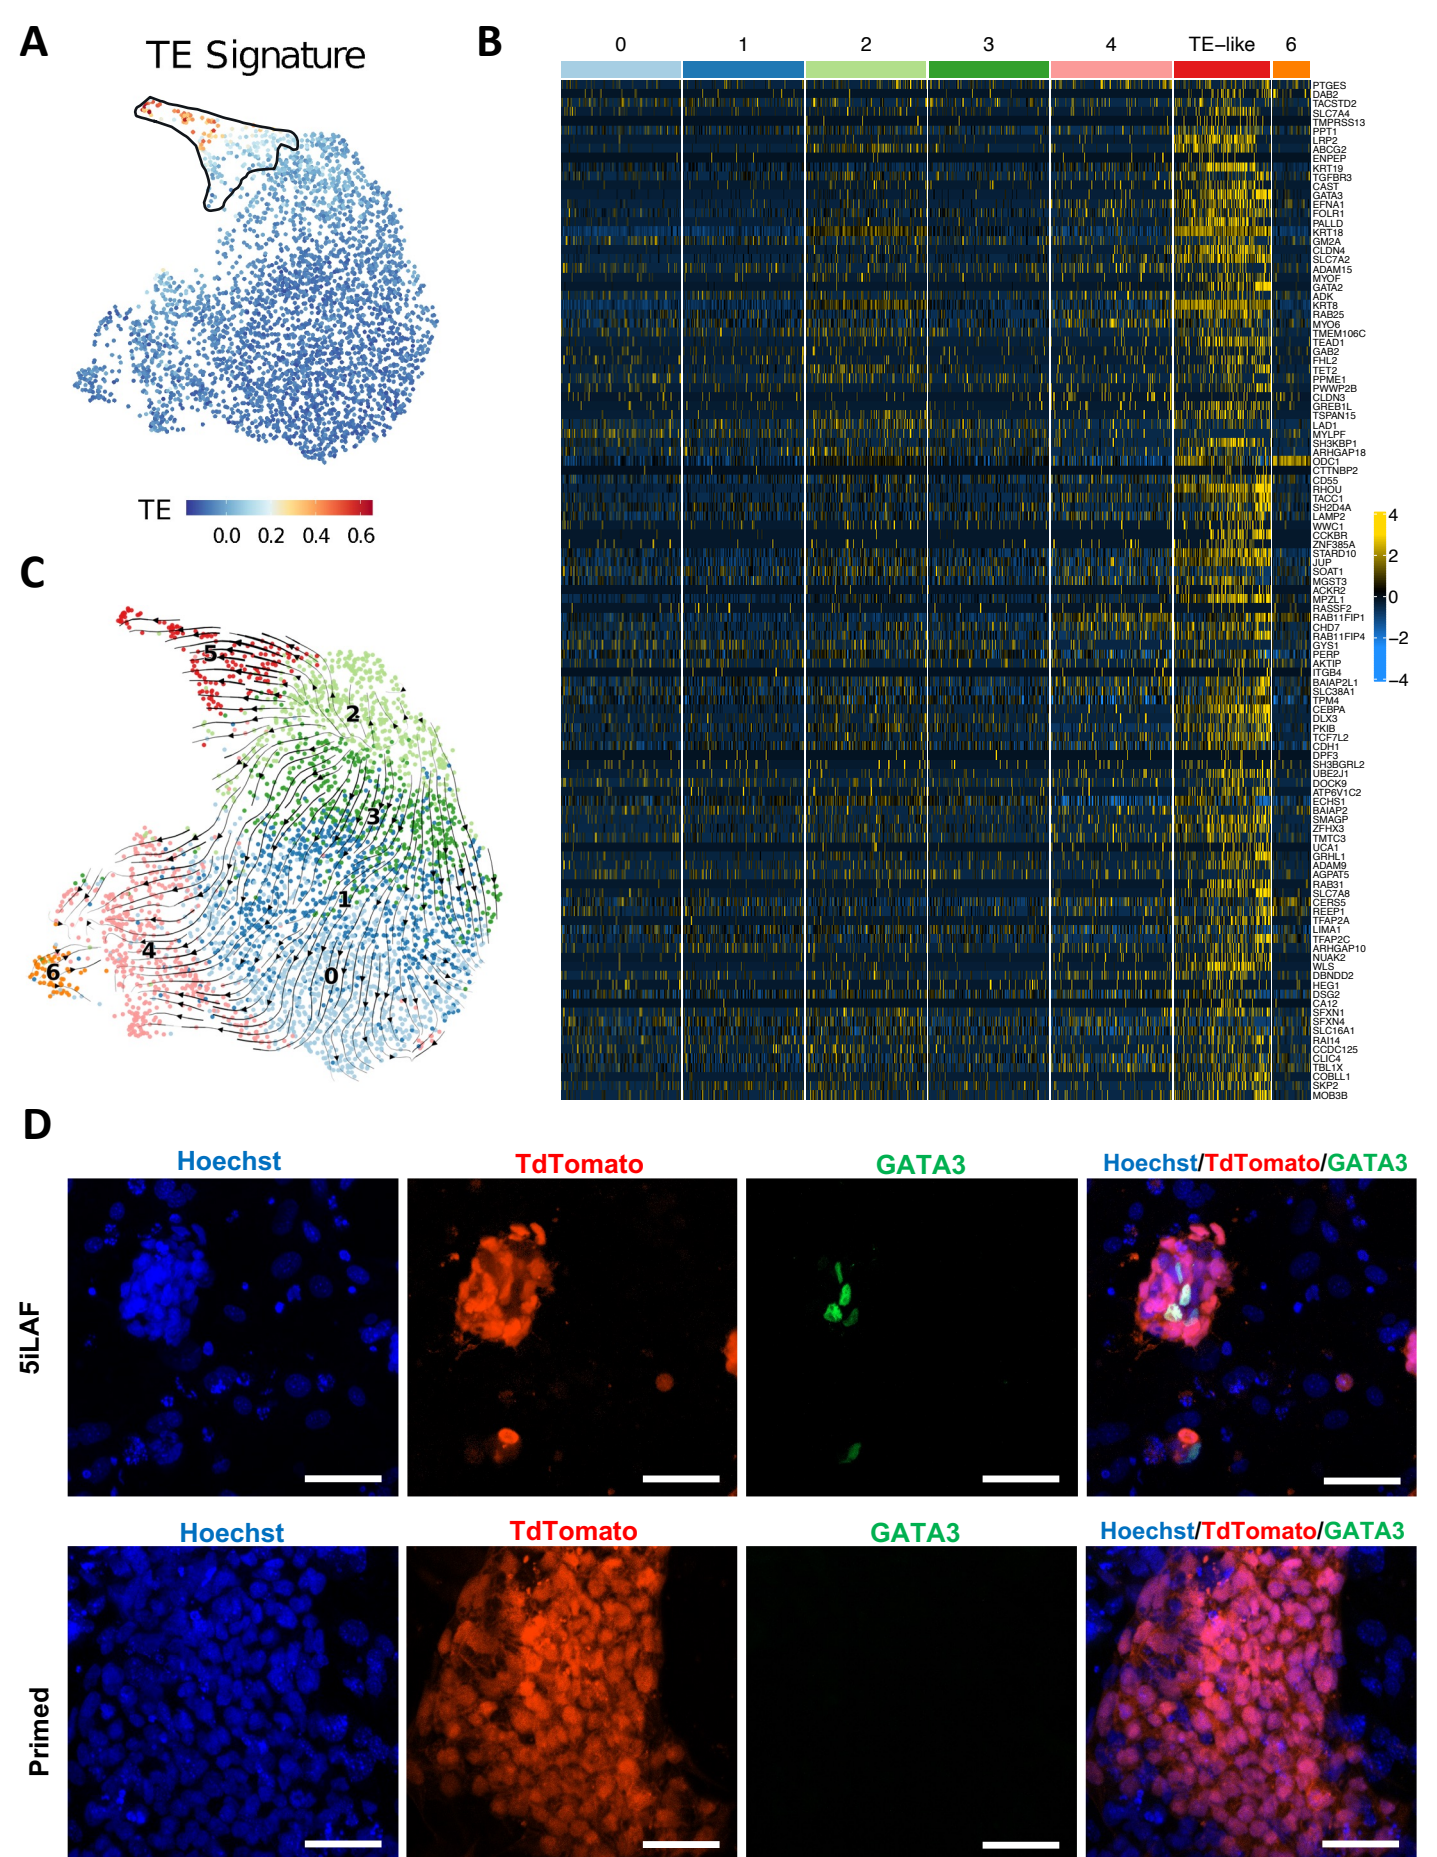 A
TE Signature
TE
0.0 0.2 0.4 0.6
B
0 1 2 3 4 TE-like 6
PTGES
DAB2
TACSTD2
SLC7A4
TMPRSS13
PPT1
LRP2
ABCG2
ENPEP
KRT19
TGFBR3
CAST
GATA3
EFNA1
FOLR1
PALLD
KRT18
GM2A
CLDN4
SLC7A2
ADAM15
MYOF
GATA2
ADK
KRT8
RAB25
MYO6
TMEM106C
TEAD1
GAB2
FHL2
TET2
PPME1
PWWP2B
CLDN3
GREB1L
TSPAN15
LAD1
MYLPF
SH3KBP1
ARHGAP18
ODC1
CTTNBP2
CD55
RHOU
TACC1
SH2D4A
LAMP2
WWC1
CCKBR
ZNF385A
STARD10
JUP
SOAT1
MGST3
ACKR2
MPZL1
RASSF2
RAB11FIP1
CHD7
RAB11FIP4
GYS1
PERP
AKTIP
ITGB4
BAIAP2L1
SLC38A1
TPM4
CEBPA
DLX3
PKIB
TCF7L2
CDH1
DPF3
SH3BGRL2
UBE2J1
DOCK9
ATP6V1C2
ECHS1
BAIAP2
SMAGP
ZFHX3
TMTC3
UCA1
GRHL1
ADAM9
AGPAT5
RAB31
SLC7A8
CERS5
REEP1
TFAP2A
LIMA1
TFAP2C
ARHGAP10
NUAK2
WLS
DBNDD2
HEG1
DSG2
CA12
SFXN1
SFXN4
SLC16A1
RAI14
CCDC125
CLIC4
TBL1X
COBLL1
SKP2
MOB3B
4
2
0
−2
−4
C
5
2
3
1
4
6
0
D
Hoechst TdTomato GATA3 Hoechst/TdTomato/GATA3
5iLAF
Hoechst TdTomato GATA3 Hoechst/TdTomato/GATA3
Primed